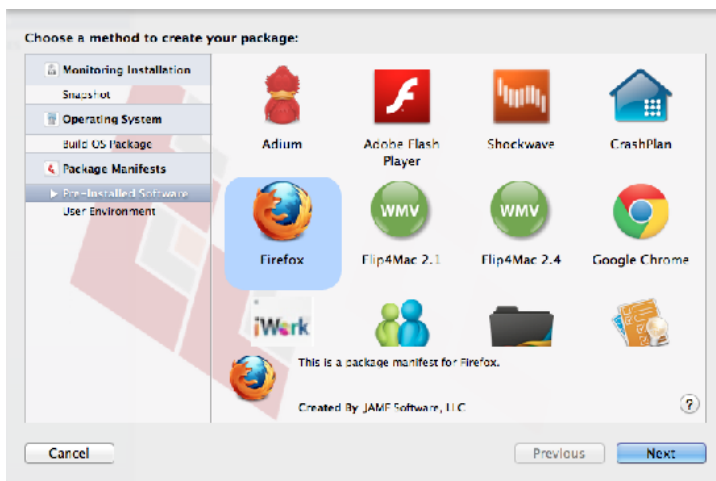 Choose a method to create your package:
Monitoring Installation
Snapshot
Operating System
Build OS Package
Package Manifests
Pre-Installed Software
User Environment
Adium
Adobe Flash
Player
Shockwave
CrashPlan
WMV
WMV
Firefox
Flip4Mac 2.1
Flip4Mac 2.4
Google Chrome
iWork
This is a package manifest for Firefox.
Created By JAMF Software, LLC
?
Cancel
Previous
Next